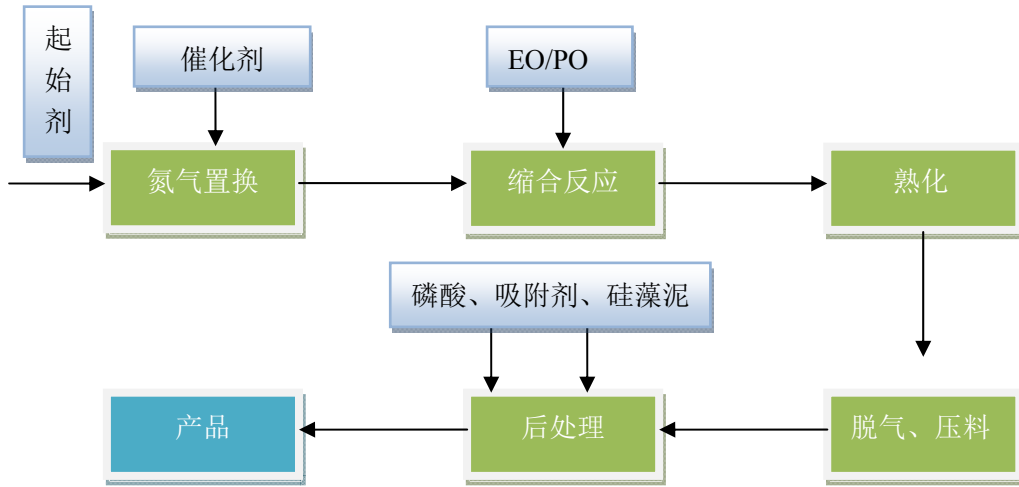 起
始
剂
催化剂
EO/PO
氮气置换
缩合反应
熟化
磷酸、吸附剂、硅藻泥
产品
后处理
脱气、压料